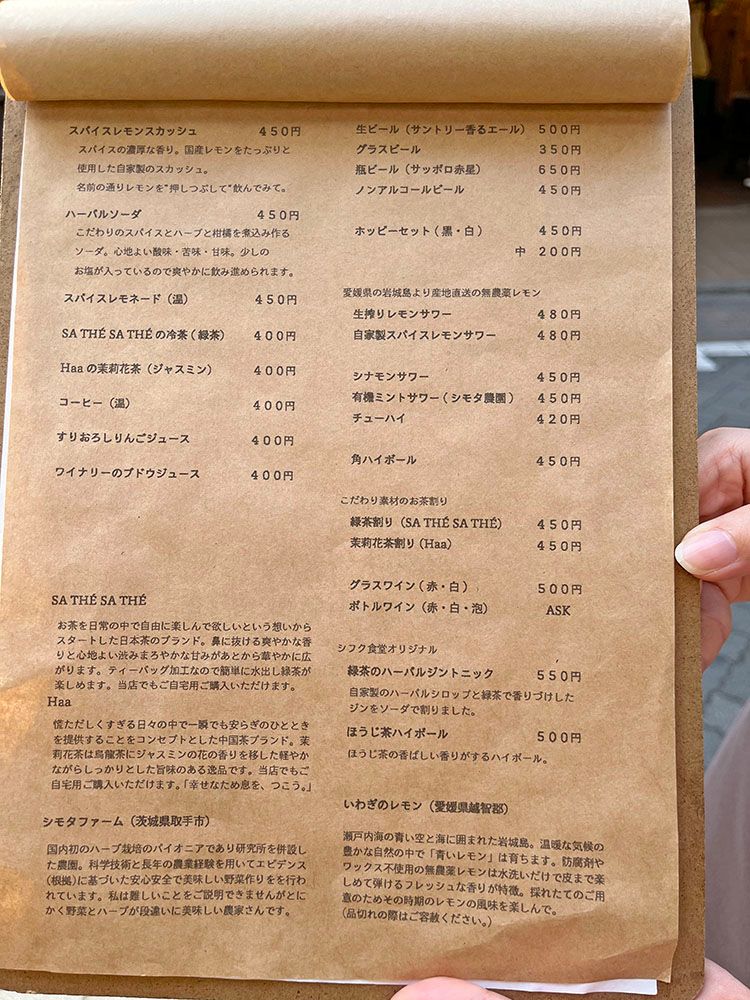 スパイスレモンスカッシュ 450円
スパイスの濃厚な香り。国産レモンをたっぷりと
使用した自家製のスカッシュ。
名前の通りレモンを"押しつぶして"飲んでみて。
ハーバルソーダ 450円
こだわりのスパイスとハーブと柑橘を煮込み作る
ソーダ。心地よい酸味・苦味・甘味。少しの
お塩が入っているので爽やかに飲み進められます。
スパイスレモネード（温） 450円
SA THÉ SA THÉ の冷茶（緑茶） 400円
Haa の茉莉花茶（ジャスミン） 400円
コーヒー（温） 400円
すりおろしりんごジュース 400円
ワイナリーのブドウジュース 400円
SA THÉ SA THÉ
お茶を日常の中で自由に楽しんで欲しいという想いから
スタートした日本茶のブランド。鼻に抜ける爽やかな香
りと心地よい渋みまろやかな甘みがあとから華やかに広
がります。ティーバッグ加工なので簡単に水出し緑茶が
楽しめます。当店でもご自宅用ご購入いただけます。
Haa
慌ただしくすぎる日々の中で一瞬でも安らぎのひととき
を提供することをコンセプトとした中国茶ブランド。茉
莉花茶は烏龍茶にジャスミンの花の香りを移した軽やか
ながらしっかりとした旨味のある逸品です。当店でもご
自宅用ご購入いただけます。「幸せなため息を、つこう。」
シモタファーム（茨城県取手市）
国内初のハーブ栽培のパイオニアであり研究所を併設し
た農園。科学技術と長年の農業経験を用いてエビデンス
（根拠）に基づいた安心安全で美味しい野菜作りをを行わ
れています。私は難しいことをご説明できませんがとに
かく野菜とハーブが段違いに美味しい農家さんです。
生ビール（サントリー香るエール） 500円
グラスビール 350円
瓶ビール（サッポロ赤星） 650円
ノンアルコールビール 450円
ホッピーセット（黒・白） 450円
中 200円
愛媛県の岩城島より産地直送の無農薬レモン
生搾りレモンサワー 480円
自家製スパイスレモンサワー 480円
シナモンサワー 450円
有機ミントサワー（シモタ農園） 450円
チューハイ 420円
角ハイボール 450円
こだわり素材のお茶割り
緑茶割り（SA THÉ SA THÉ） 450円
茉莉花茶割り（Haa） 450円
グラスワイン（赤・白） 500円
ボトルワイン（赤・白・泡） ASK
シフク食堂オリジナル
緑茶のハーバルジントニック 550円
自家製のハーバルシロップと緑茶で香りづけした
ジンをソーダで割りました。
ほうじ茶ハイボール 500円
ほうじ茶の香ばしい香りがするハイボール。
いわぎのレモン（愛媛県越智郡）
瀬戸内海の青い空と海に囲まれた岩城島。温暖な気候の
豊かな自然の中で「青いレモン」は育ちます。防腐剤や
ワックス不使用の無農薬レモンは水洗いだけで皮まで楽
しめて弾けるフレッシュな香りが特徴。採れたてのご用
意のためその時期のレモンの風味を楽しんで。
（品切れの際はご容赦ください。）